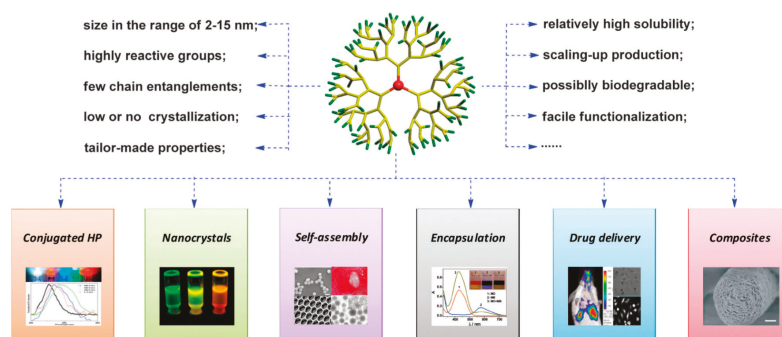 size in the range of 2-15 nm;
highly reactive groups;
few chain entanglements;
low or no crystallization;
tailor-made properties;
relatively high solubility;
scaling-up production;
possiblly biodegradable;
facile functionalization;
......
Conjugated HP
Nanocrystals
Self-assembly
Encapsulation
Drug delivery
Composites